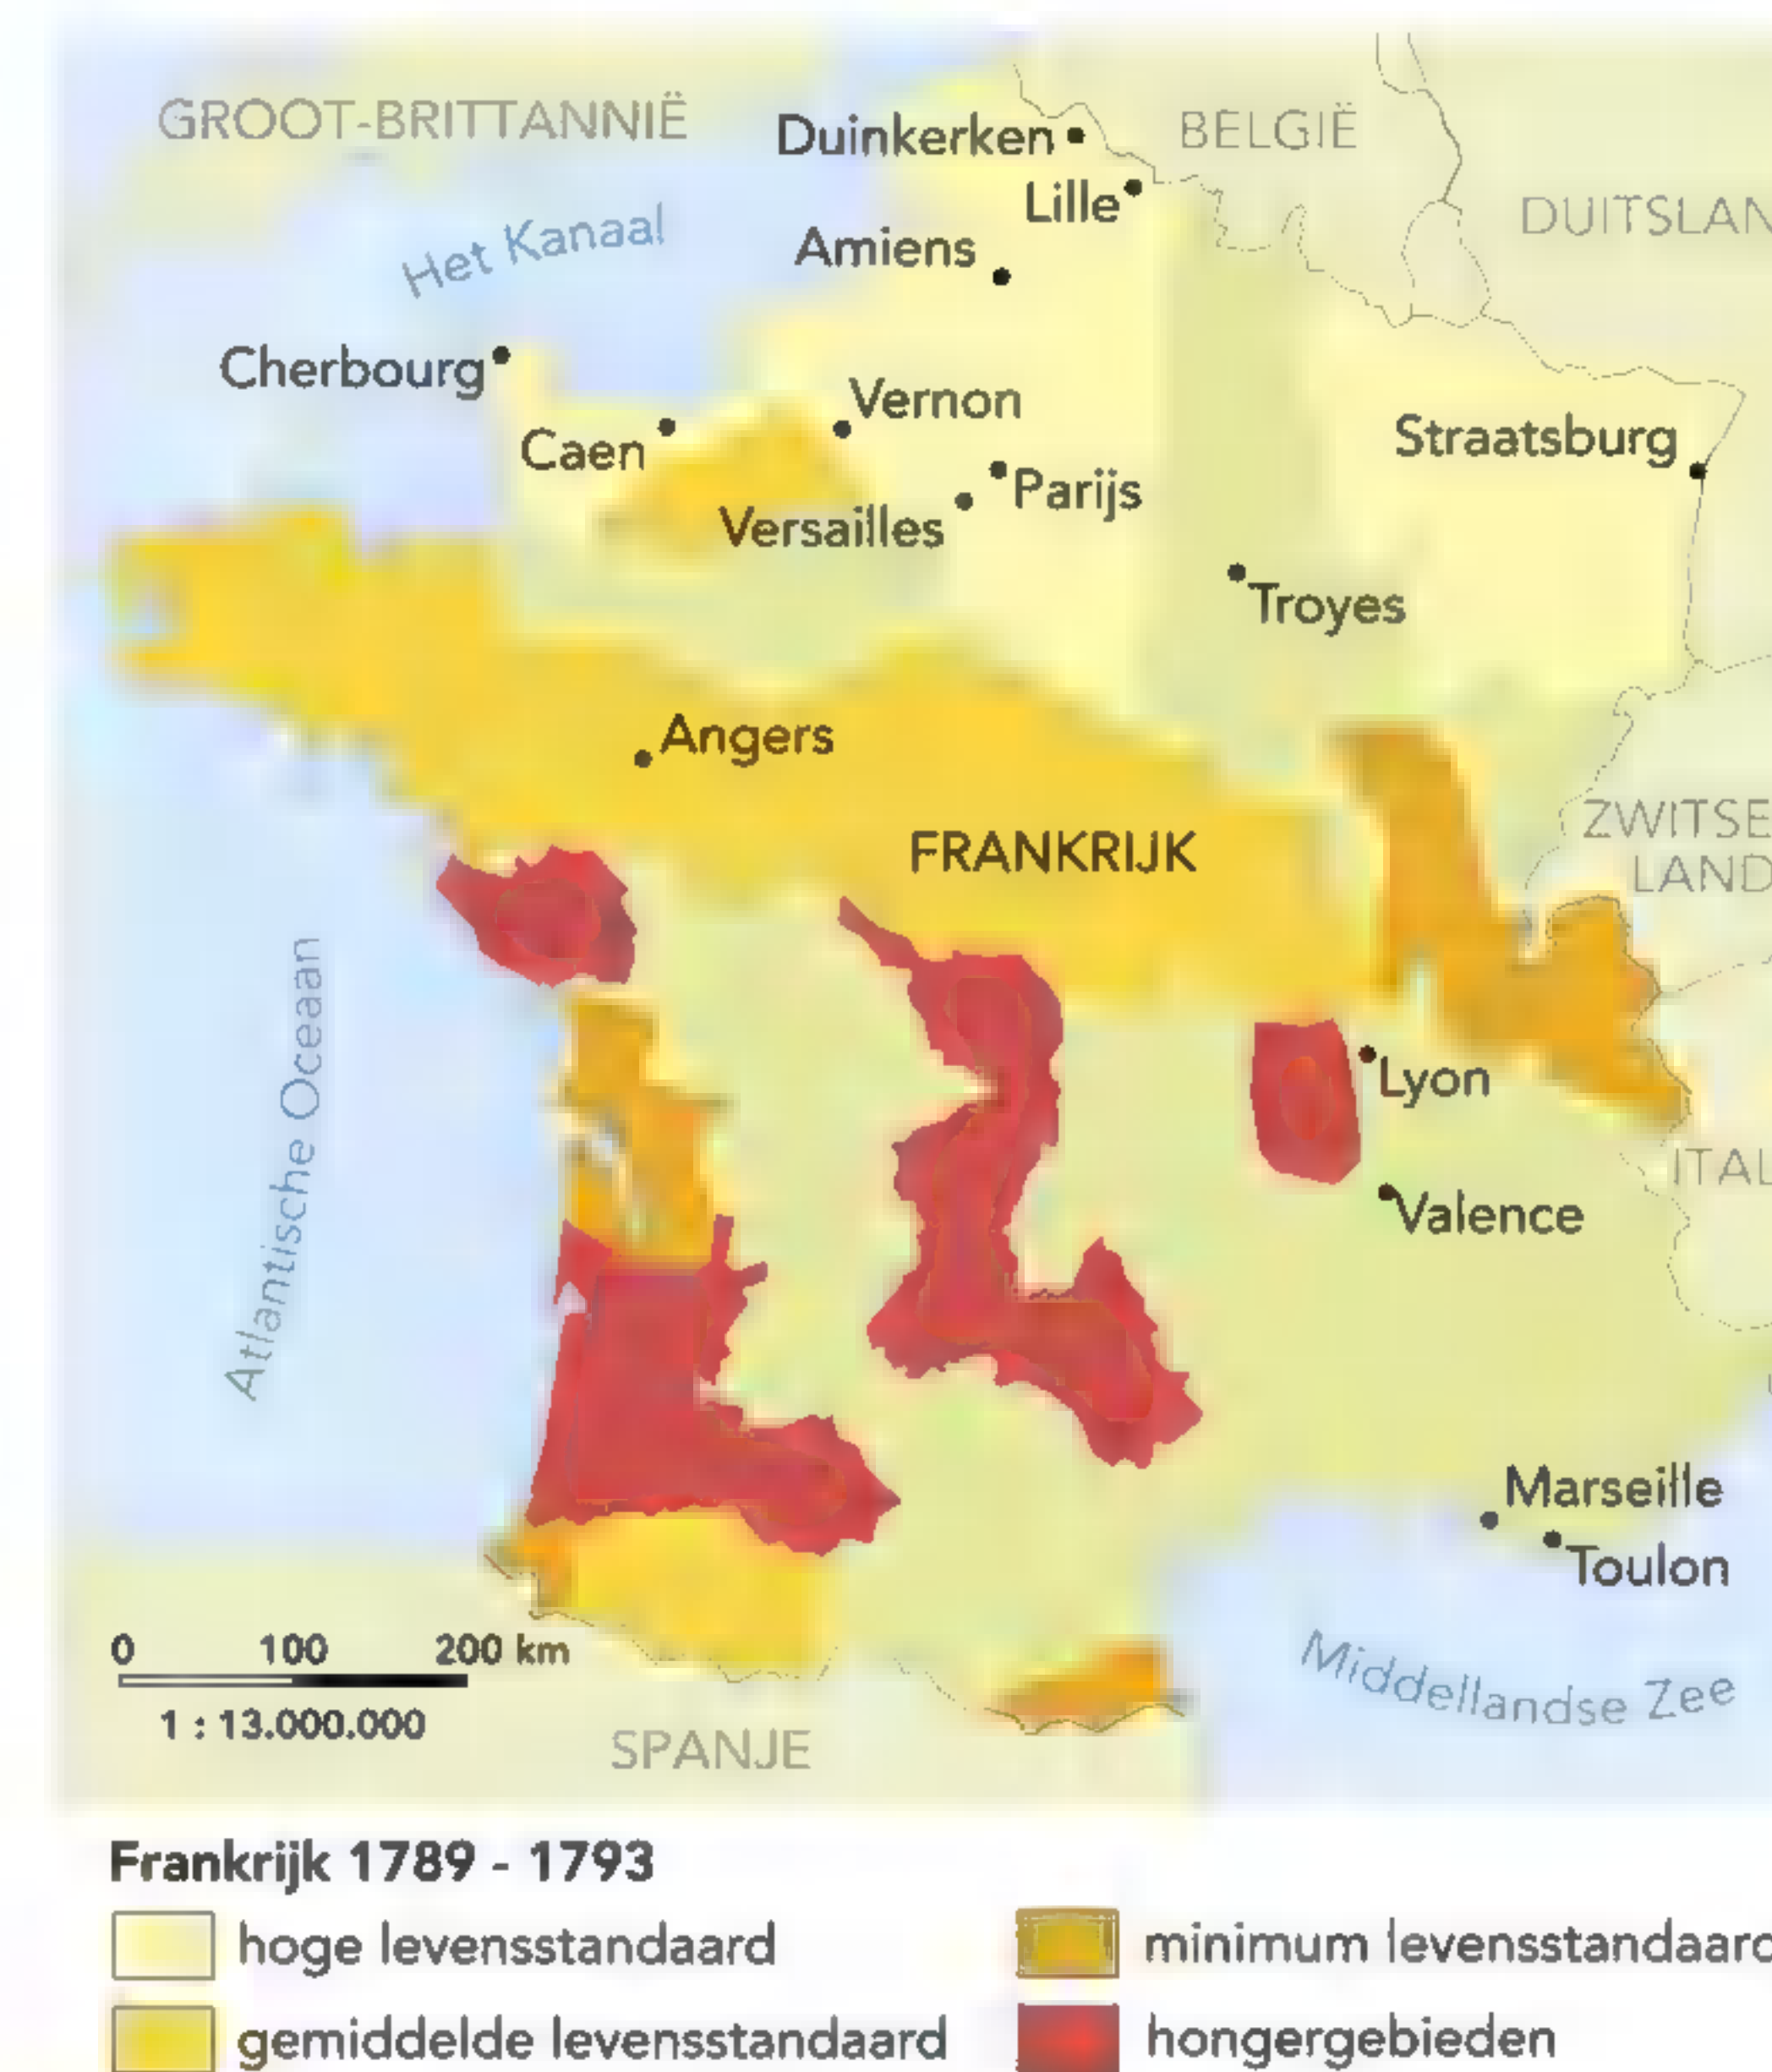 GROOT-BRITTANNIË
Duinkerken
BELGIË
Lille
DUITSLAN
Amiens
Het Kanaal
Cherbourg
Vernon
Caen
Straatsburg
Parijs
Versailles
Troyes
Angers
FRANKRIJK
ZWITSE
LAND
Atlantische Oceaan
Lyon
ITAL
Valence
Marseille
Toulon
0 100 200 km
1 : 13.000.000
Middellandse Zee
SPANJE
Frankrijk 1789 - 1793
hoge levensstandaard
minimum levensstandaard
gemiddelde levensstandaard
hongergebieden